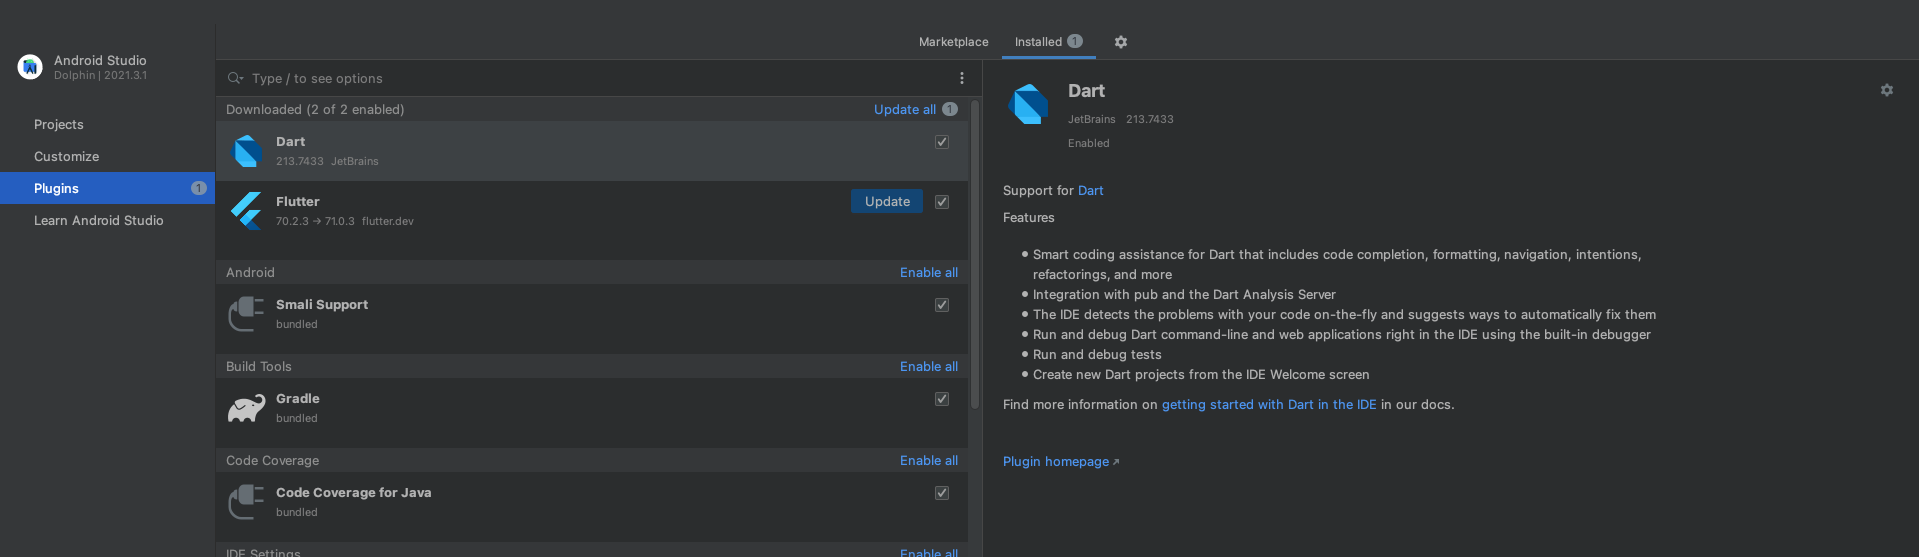 Marketplace
Installed 1
Android Studio
Dolphin | 2021.3.1
Projects
Customize
Plugins 1
Learn Android Studio
Type / to see options
Downloaded (2 of 2 enabled) Update all 1
Dart
213.7433 JetBrains
Flutter Update
70.2.3 → 71.0.3 flutter.dev
Android Enable all
Smali Support
bundled
Build Tools Enable all
Gradle
bundled
Code Coverage Enable all
Code Coverage for Java
bundled
IDE Settings Enable all
Dart
JetBrains 213.7433
Enabled
Support for Dart
Features
• Smart coding assistance for Dart that includes code completion, formatting, navigation, intentions,
refactorings, and more
• Integration with pub and the Dart Analysis Server
• The IDE detects the problems with your code on-the-fly and suggests ways to automatically fix them
• Run and debug Dart command-line and web applications right in the IDE using the built-in debugger
• Run and debug tests
• Create new Dart projects from the IDE Welcome screen
Find more information on getting started with Dart in the IDE in our docs.
Plugin homepage ↗